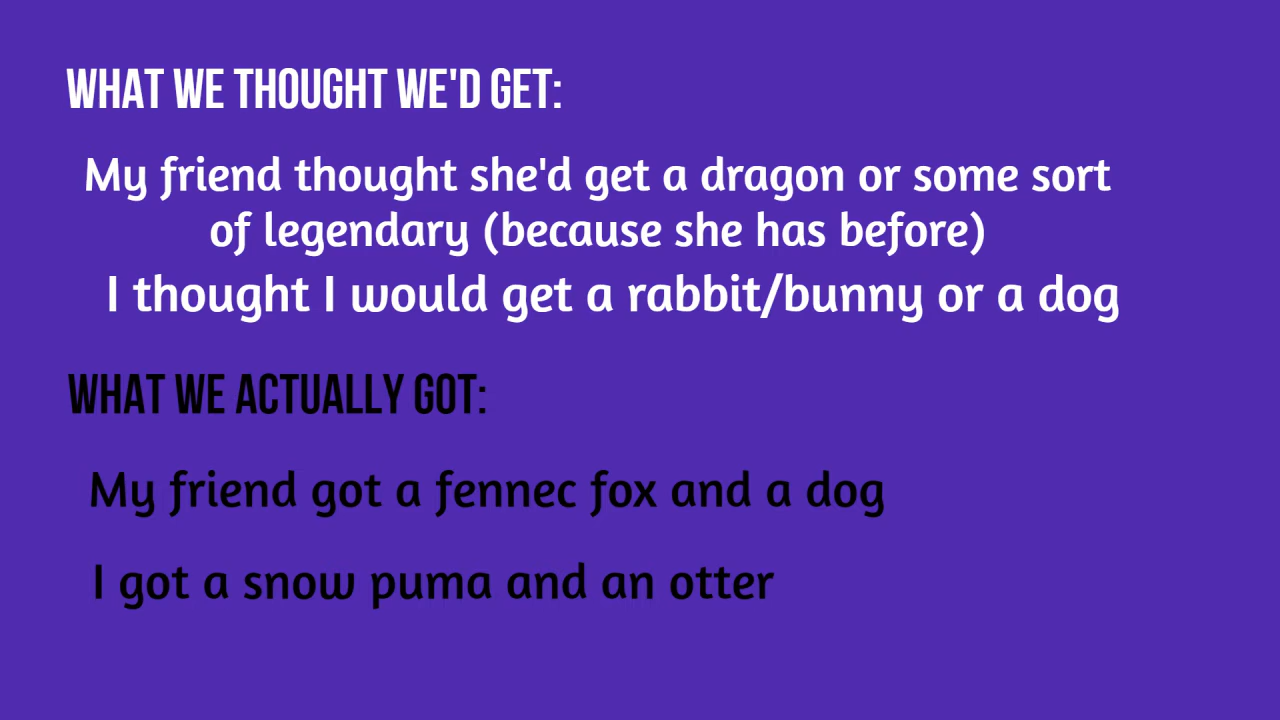 WHAT WE THOUGHT WE'D GET:
My friend thought she'd get a dragon or some sort
of legendary (because she has before)
I thought I would get a rabbit/bunny or a dog
WHAT WE ACTUALLY GOT:
My friend got a fennec fox and a dog
I got a snow puma and an otter